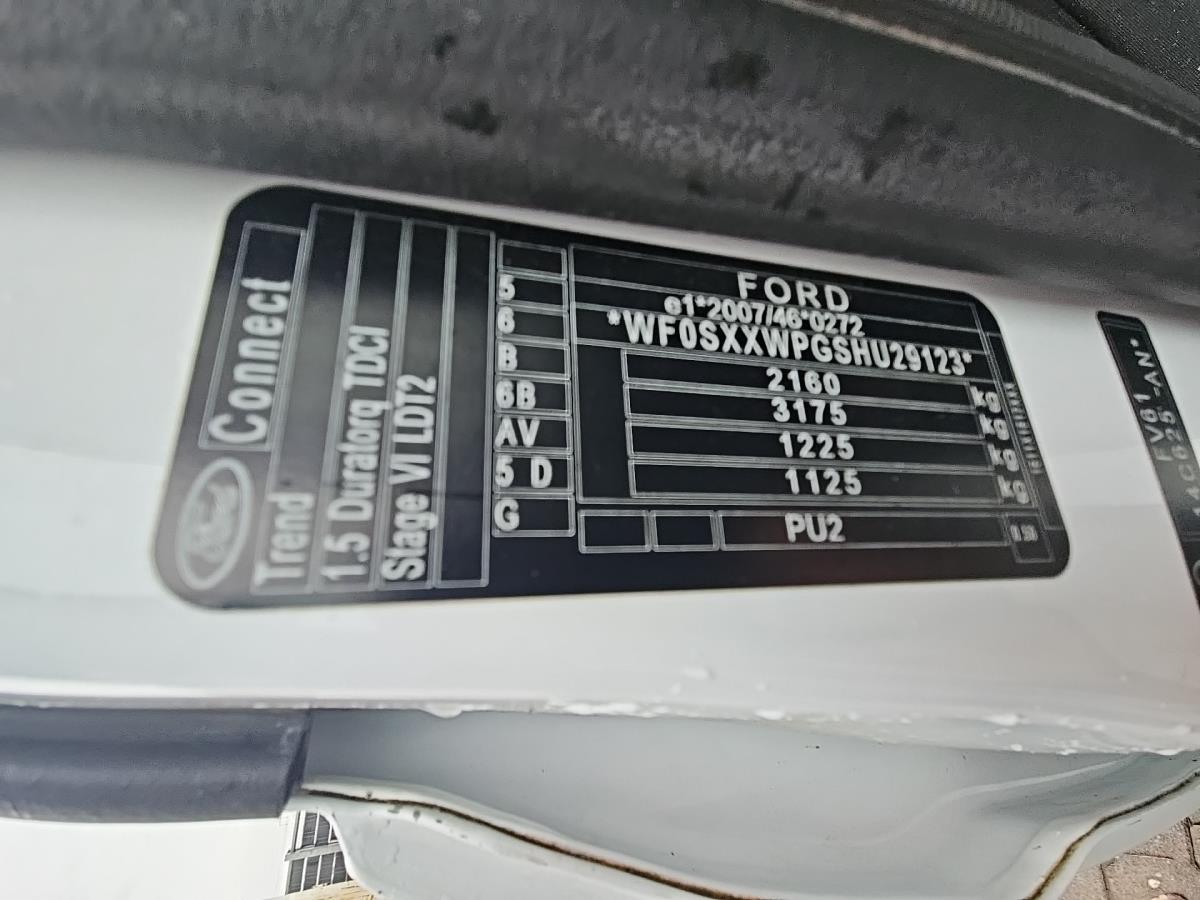 Ford
Connect
Trend
1.5 Duratorq TDCI
Stage VI LDT2
5
6
B
6B
AV
5 D
G
FORD
e1*2007/46*0272
*WF0SXXWPGSHU29123*
2160 kg
3175 kg
1225 kg
1125 kg
PU2